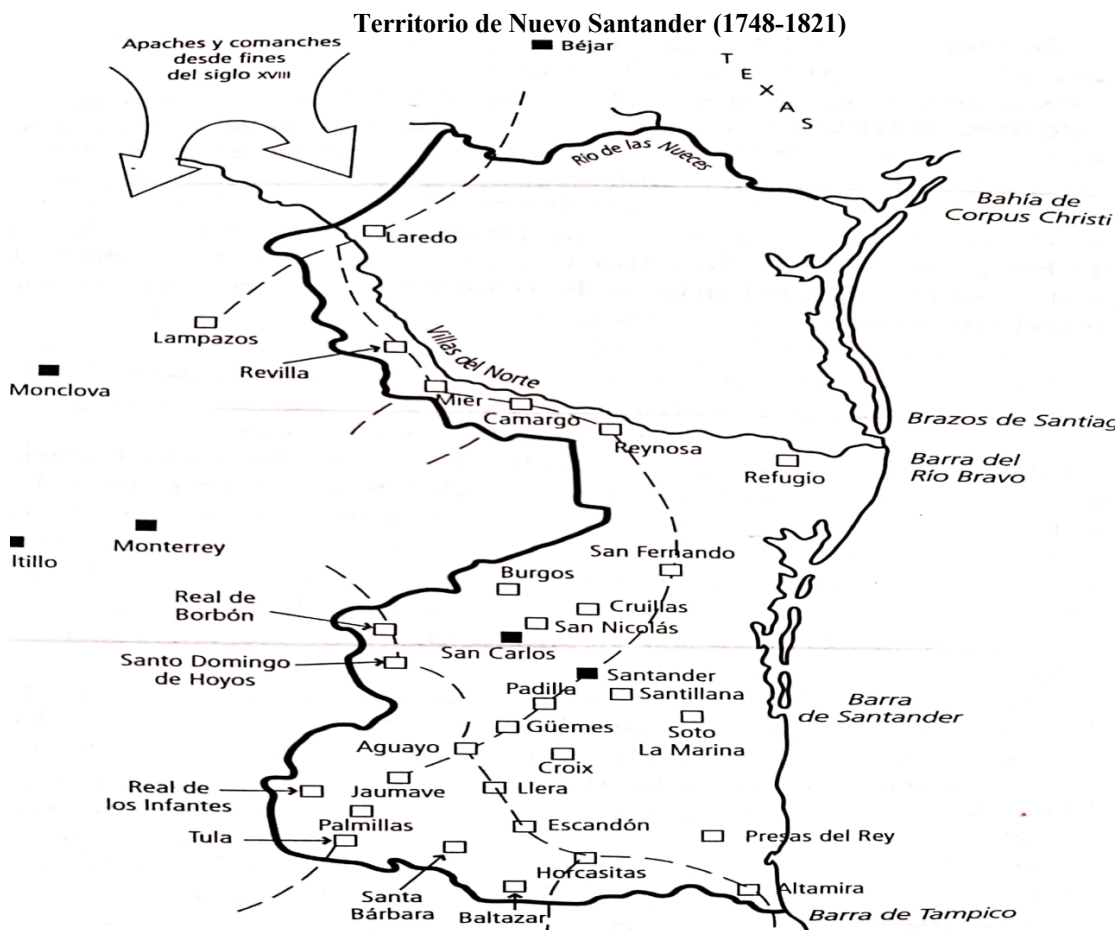 Territorio de Nuevo Santander (1748-1821)
Apaches y comanches
desde fines
del siglo XVIII
Béjar
TEXAS
Río de las Nueces
Bahía de
Corpus Christi
Laredo
Lampazos
Villas del Norte
Revilla
Monclova
Mier
Camargo
Reynosa
Brazos de Santiag
Refugio
Barra del
Río Bravo
Monterrey
ltillo
San Fernando
Burgos
Real de
Borbón
Cruillas
San Nicolás
San Carlos
Santo Domingo
de Hoyos
Santander
Padilla
Santillana
Barra
de Santander
Güemes
Soto
La Marina
Aguayo
Croix
Real de
los Infantes
Jaumave
Llera
Palmillas
Tula
Escandón
Presas del Rey
Horcasitas
Santa
Bárbara
Baltazar
Altamira
Barra de Tampico